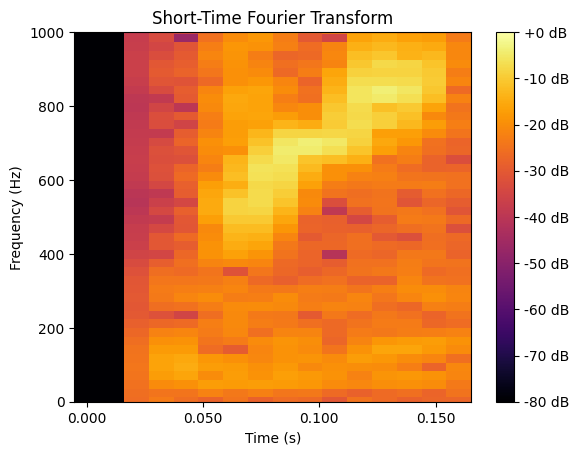 Short-Time Fourier Transform
1000
800
600
400
200
0
Frequency (Hz)
0.000 0.050 0.100 0.150
Time (s)
+0 dB
-10 dB
-20 dB
-30 dB
-40 dB
-50 dB
-60 dB
-70 dB
-80 dB